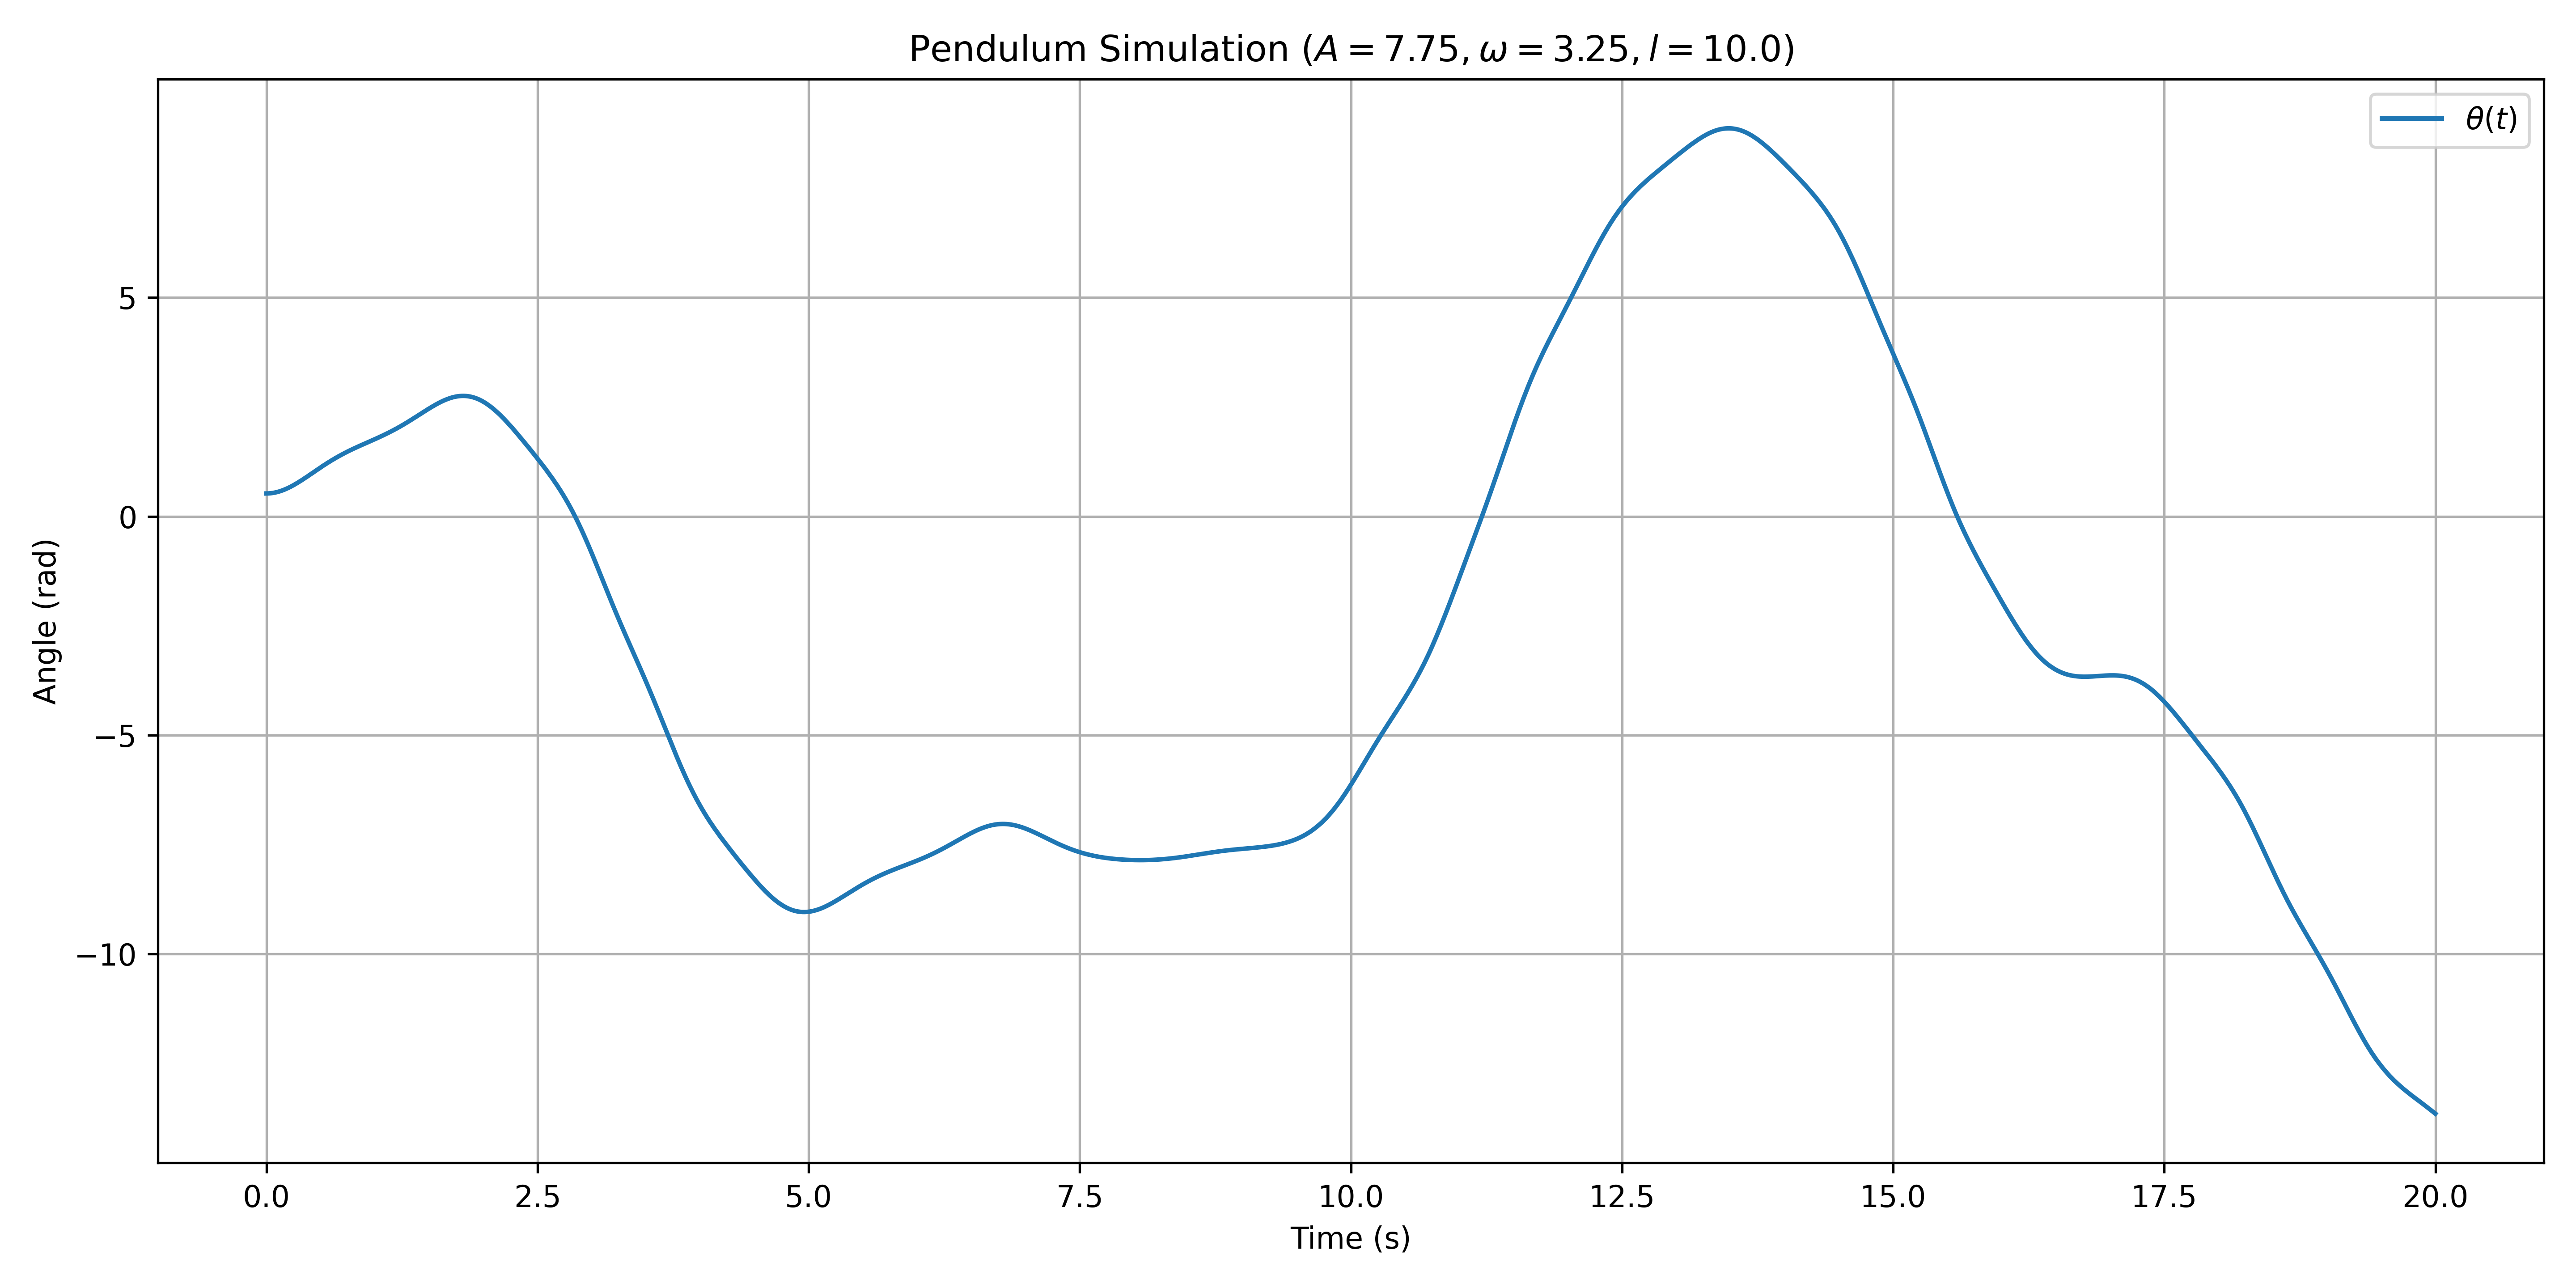 Pendulum Simulation (A = 7.75, ω = 3.25, l = 10.0)
θ(t)
Angle (rad)
5
0
−5
−10
0.0 2.5 5.0 7.5 10.0 12.5 15.0 17.5 20.0
Time (s)